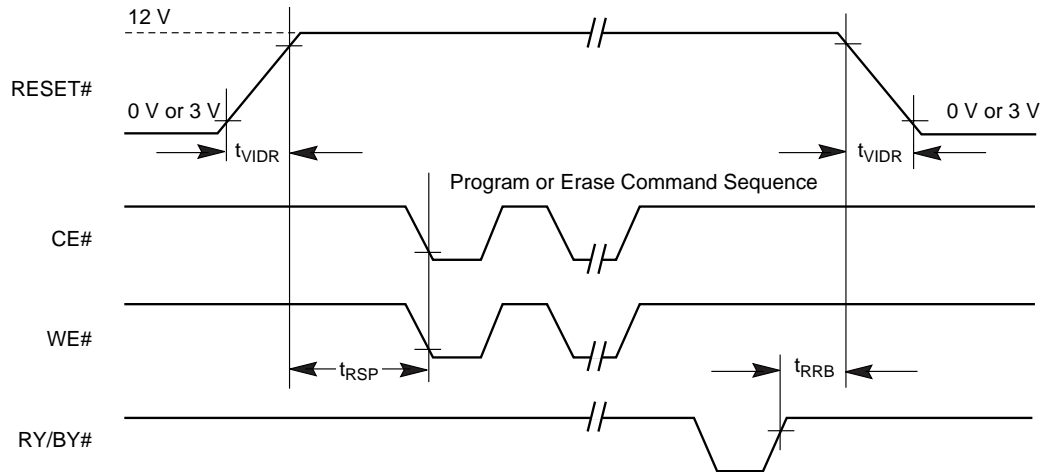 12 V
RESET#
0 V or 3 V
0 V or 3 V
tVIDR
tVIDR
Program or Erase Command Sequence
CE#
WE#
tRSP
tRRB
RY/BY#